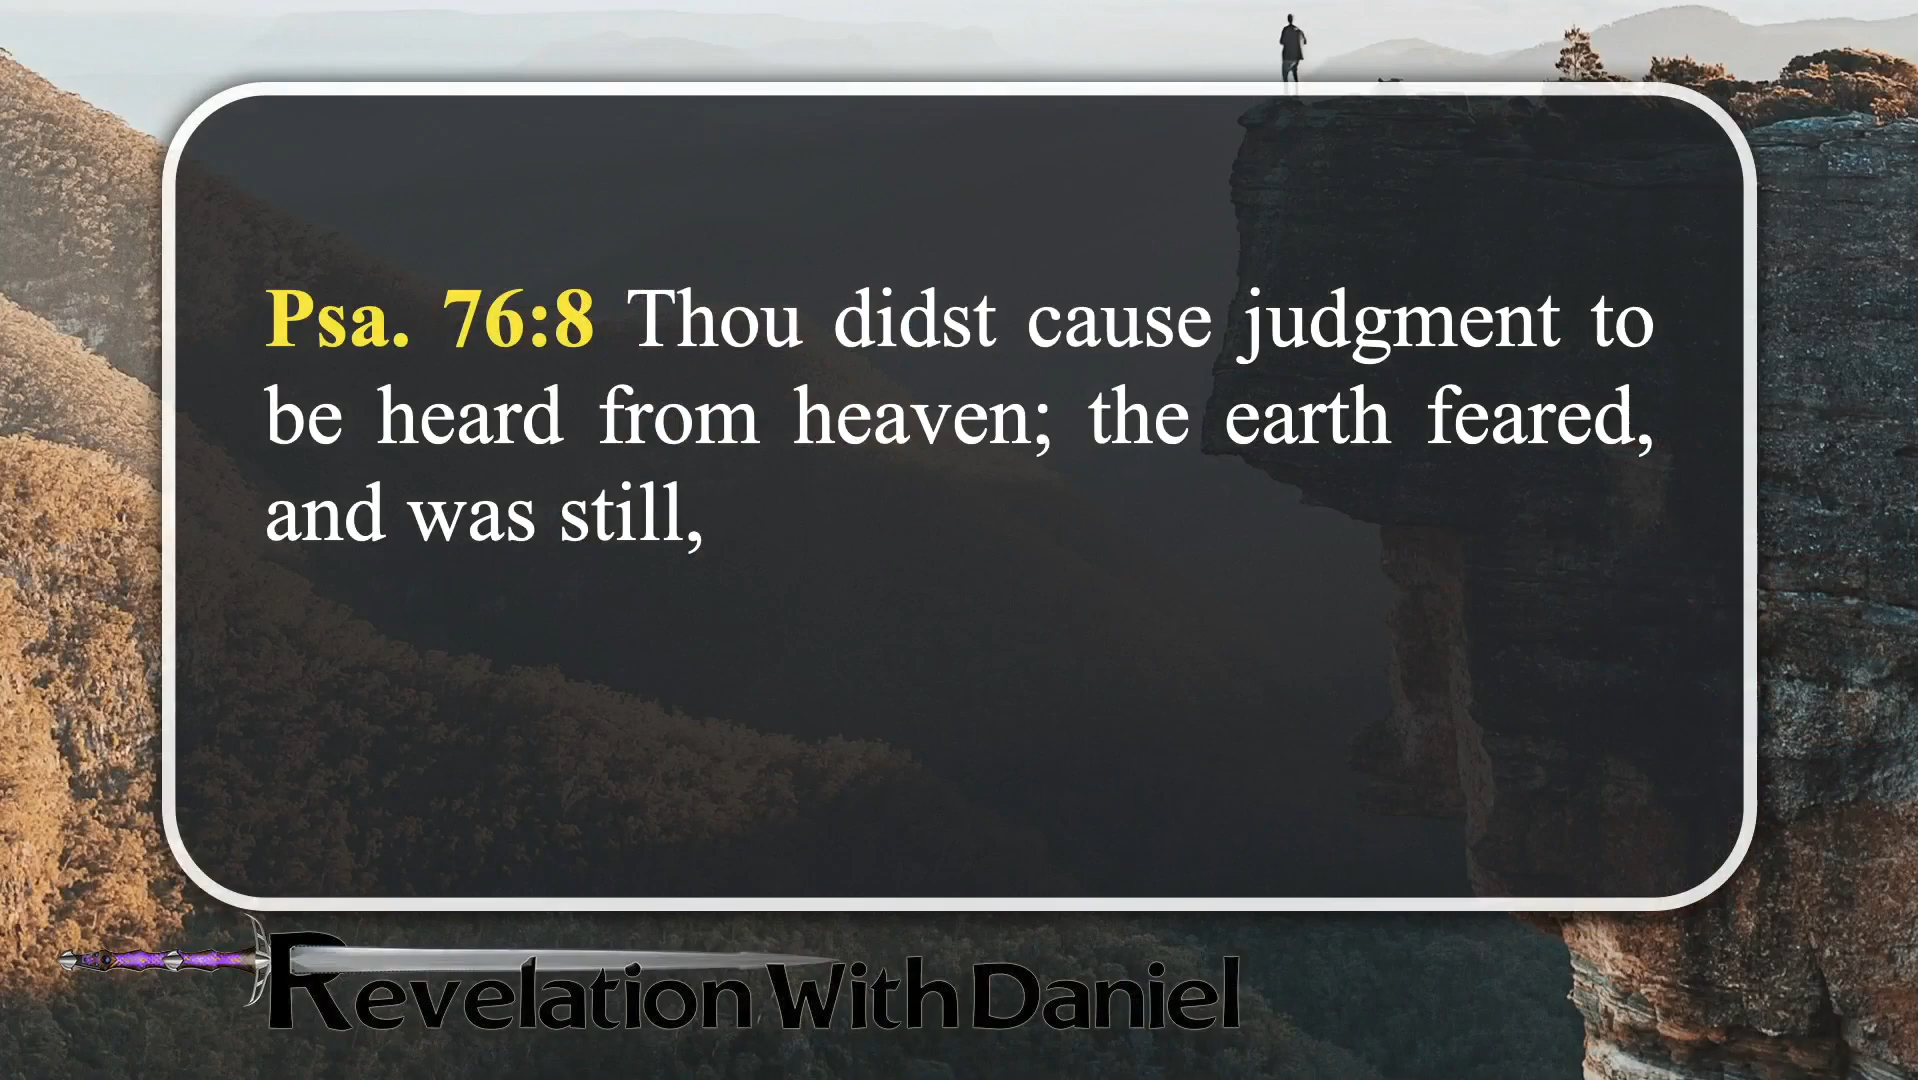 Psa. 76:8 Thou didst cause judgment to
be heard from heaven; the earth feared,
and was still,
Revelation With Daniel